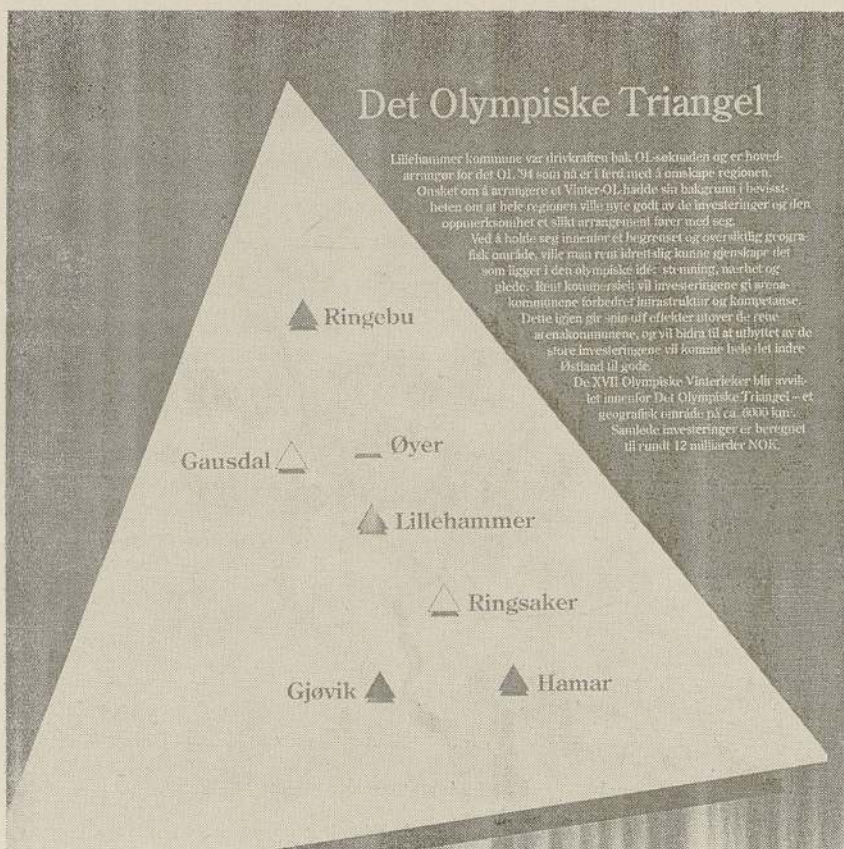 Det Olympiske Triangel
Lillehammer kommune var drivkraften bak OL-søknaden og er hoved-
arrangør for det OL '94 som nå er i ferd med å omskape regionen.
Ønsket om å arrangere et Vinter-OL hadde sin bakgrunn i bevisst-
heten om at hele regionen ville nyte godt av de investeringer og den
oppmerksomhet et slikt arrangement fører med seg.
Ved å holde seg innenfor et begrenset og oversiktlig geogra-
fisk område, ville man rent idrettslig kunne gjenskape det
som ligger i den olympiske idé: stemning, nærhet og
glede. Rent kommersielt vil investeringene gi arena-
kommunene forbedret infrastruktur og kompetanse.
Dette igjen gir spin-off effekter utover de rene
arenakommunene, og vil bidra til at utbyttet av de
store investeringene vil komme hele det indre
Østland til gode.
De XVII Olympiske Vinterleker blir avvik-
let innenfor Det Olympiske Triangel – et
geografisk område på ca. 6000 km².
Samlede investeringer er beregnet
til rundt 12 milliarder NOK.
Ringebu
Gausdal
Øyer
Lillehammer
Ringsaker
Gjøvik
Hamar